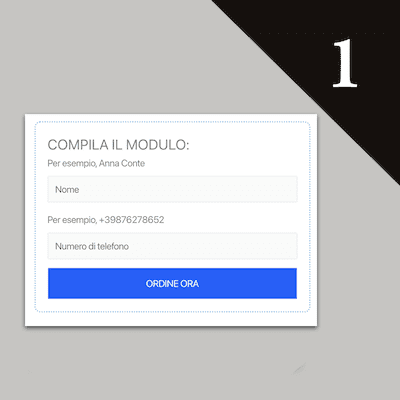 1
COMPILA IL MODULO:
Per esempio, Anna Conte
Nome
Per esempio, +39876278652
Numero di telefono
ORDINE ORA